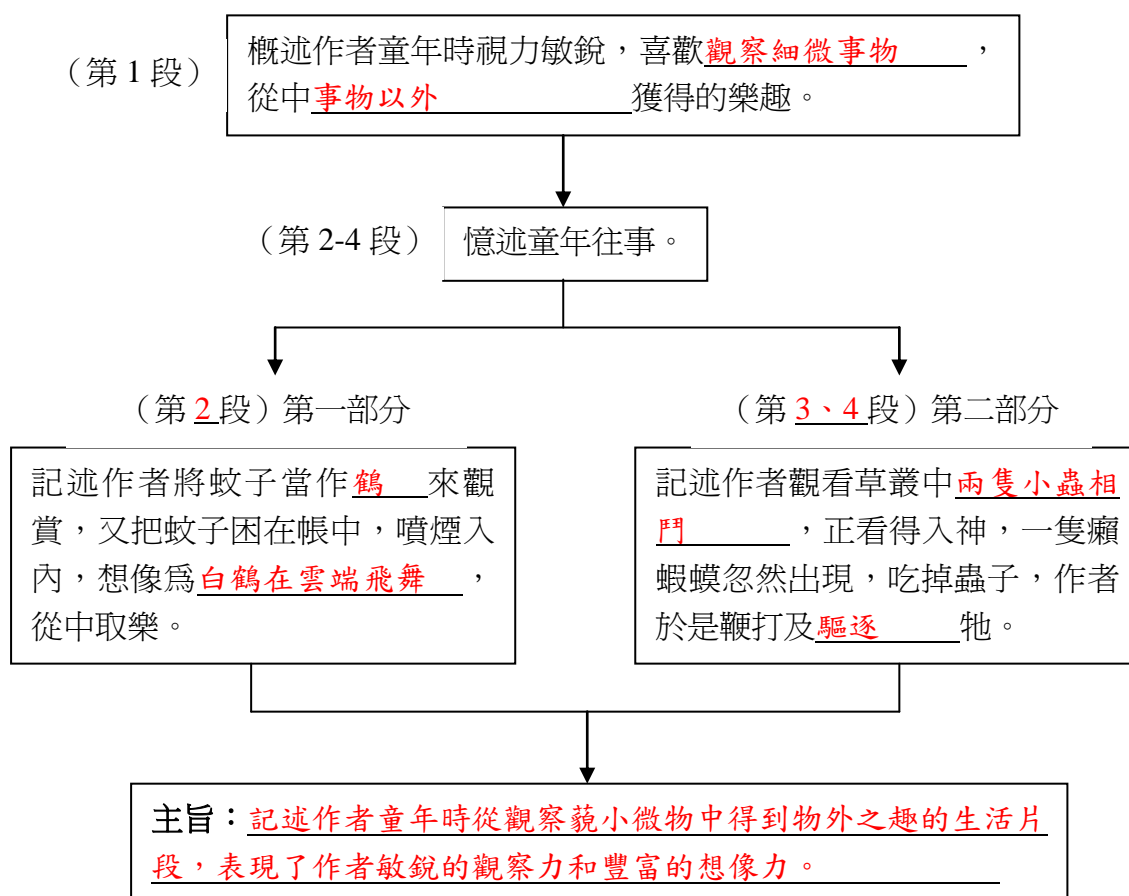 （第 1 段）
概述作者童年時視力敏銳，喜歡觀察細微事物，
從中事物以外獲得的樂趣。
（第 2-4 段）
憶述童年往事。
（第 2 段）第一部分
記述作者將蚊子當作鶴來觀
賞，又把蚊子困在帳中，噴煙入
內，想像爲白鶴在雲端飛舞，
從中取樂。
（第 3、4 段）第二部分
記述作者觀看草叢中兩隻小蟲相
鬥，正看得入神，一隻癩
蝦蟆忽然出現，吃掉蟲子，作者
於是鞭打及驅逐牠。
主旨：記述作者童年時從觀察藐小微物中得到物外之趣的生活片
段，表現了作者敏銳的觀察力和豐富的想像力。